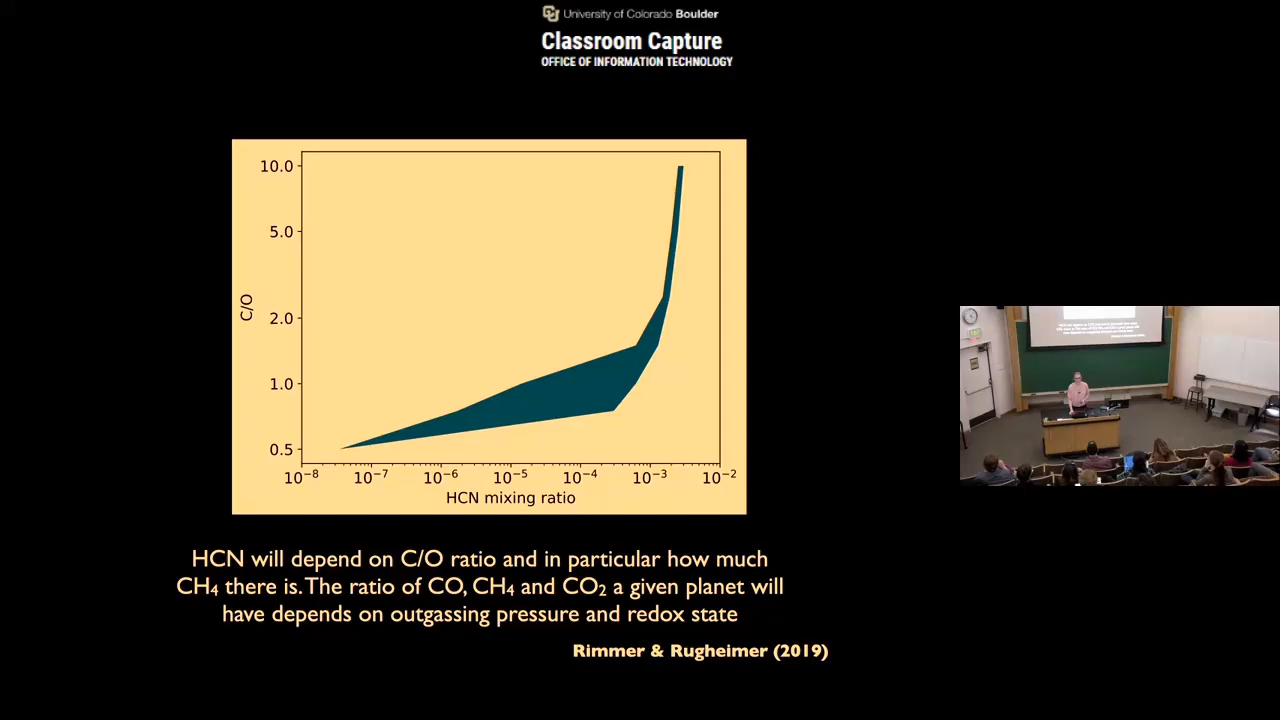 University of Colorado Boulder
Classroom Capture
OFFICE OF INFORMATION TECHNOLOGY
10.0
5.0
2.0
1.0
0.5
C/O
10⁻⁸ 10⁻⁷ 10⁻⁶ 10⁻⁵ 10⁻⁴ 10⁻³ 10⁻²
HCN mixing ratio
HCN will depend on C/O ratio and in particular how much
CH₄ there is. The ratio of CO, CH₄ and CO₂ a given planet will
have depends on outgassing pressure and redox state
Rimmer & Rugheimer (2019)